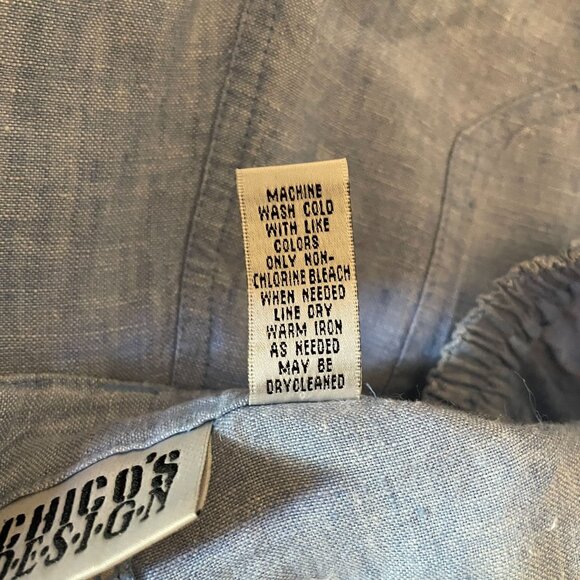 MACHINE
WASH COLD
WITH LIKE
COLORS
ONLY NON-
CHLORINE BLEACH
WHEN NEEDED
LINE DRY
WARM IRON
AS NEEDED
MAY BE
DRYCLEANED
CHICO'S
D·E·S·I·G·N